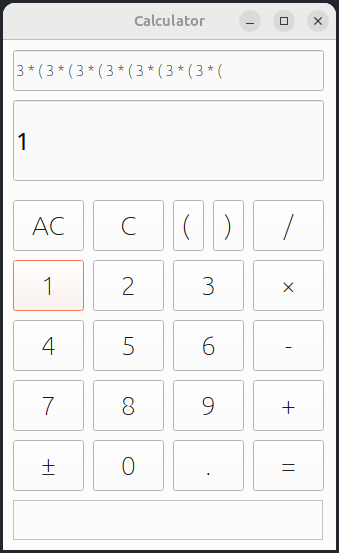 Calculator
3 * ( 3 * ( 3 * ( 3 * ( 3 * ( 3 * ( 3 * (
1
AC C ( ) /
1 2 3 ×
4 5 6 -
7 8 9 +
± 0 . =